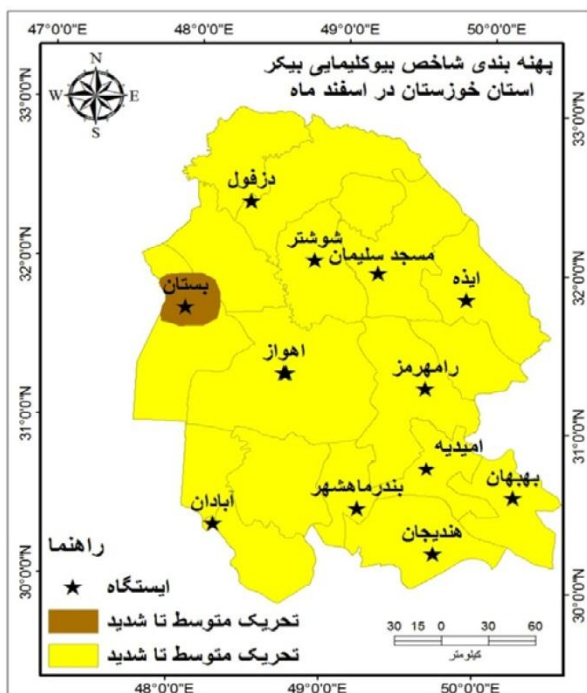 47°0'0"E 48°0'0"E 49°0'0"E 50°0'0"E
پهنه بندی شاخص بیوکلیمایی بیکر
استان خوزستان در اسفند ماه
N
W E
S
33°0'0"N 33°0'0"N
دزفول
شوشتر
مسجد سلیمان
32°0'0"N 32°0'0"N
ایذه
بستان
اهواز
رامهرمز
31°0'0"N 31°0'0"N
امیدیه
بهبهان
بندرماهشهر
آبادان
هندیجان
30°0'0"N 30°0'0"N
راهنما
ایستگاه
تحریک متوسط تا شدید
تحریک متوسط تا شدید
30 15 0 30 60
کیلومتر
48°0'0"E 49°0'0"E 50°0'0"E